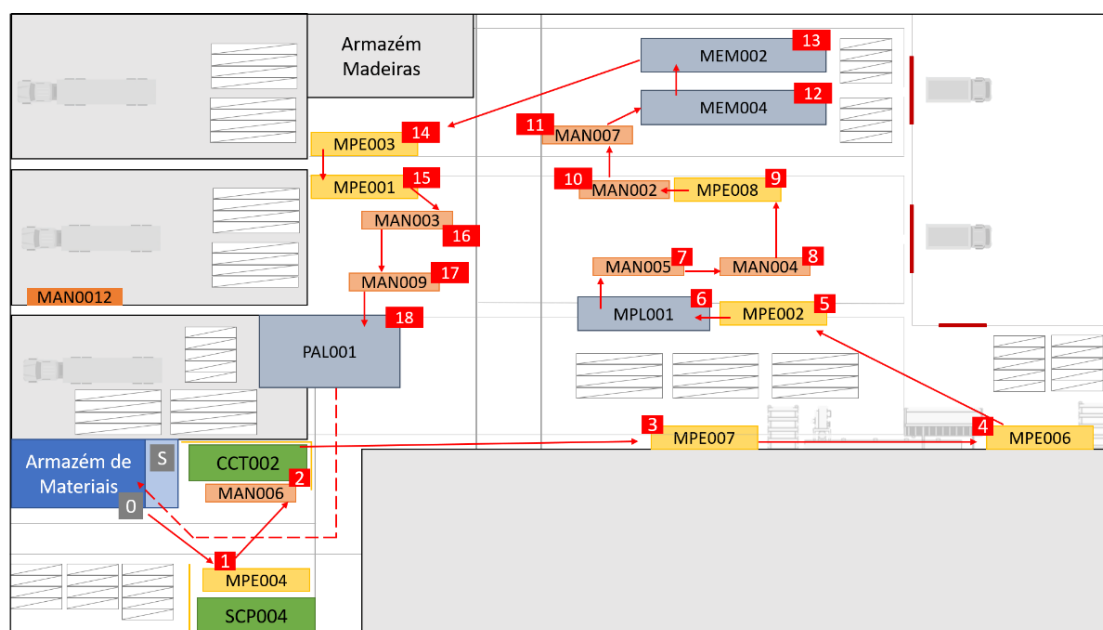 Armazém
Madeiras
13
MEM002
12
MEM004
11
MAN007
14
MPE003
15
MPE001
10
MAN002
9
MPE008
MAN003
16
7
MAN005
8
MAN004
17
MAN009
MAN0012
6
MPL001
5
MPE002
18
PAL001
3
MPE007
4
MPE006
Armazém de
Materiais
S
0
CCT002
2
MAN006
1
MPE004
SCP004